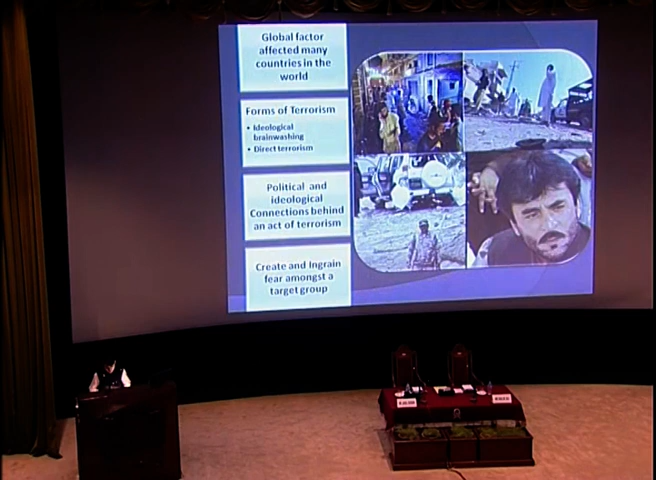 Global factor
affected many
countries in the
world
Forms of Terrorism
• Ideological
brainwashing
• Direct terrorism
Political and
ideological
Connections behind
an act of terrorism
Create and Ingrain
fear amongst a
target group